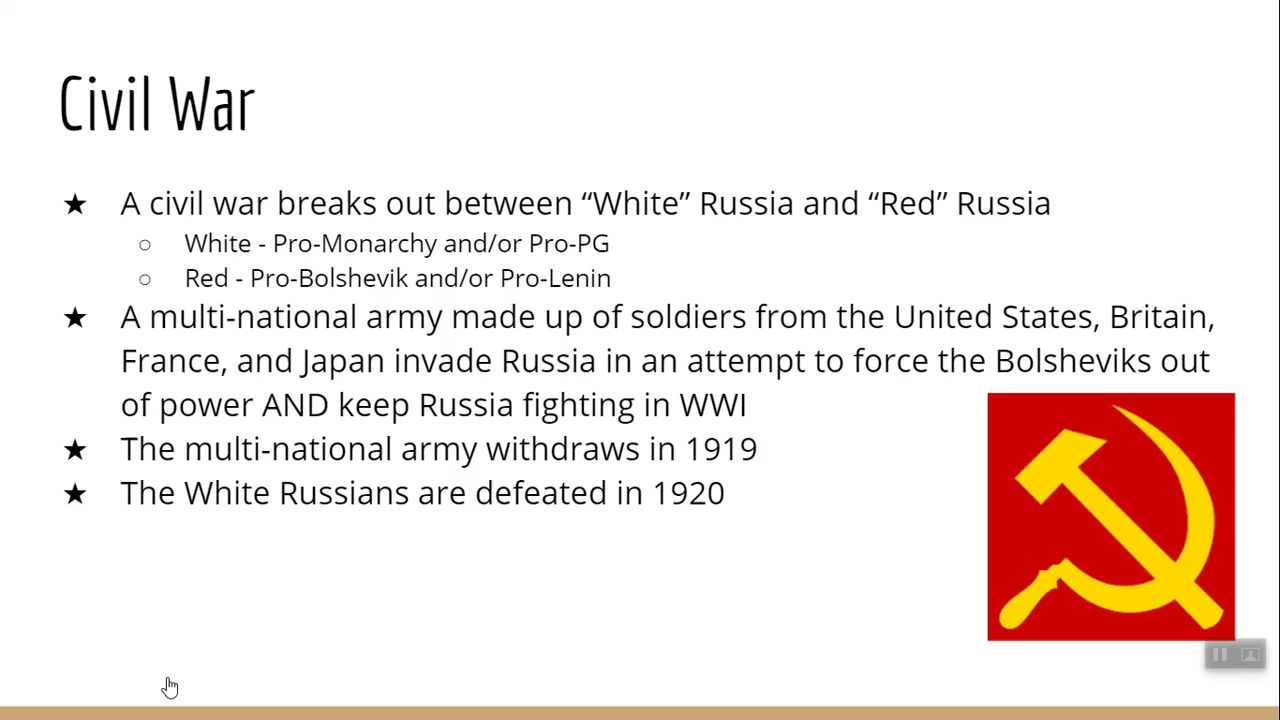 Civil War
★ A civil war breaks out between “White” Russia and “Red” Russia
○ White - Pro-Monarchy and/or Pro-PG
○ Red - Pro-Bolshevik and/or Pro-Lenin
★ A multi-national army made up of soldiers from the United States, Britain,
France, and Japan invade Russia in an attempt to force the Bolsheviks out
of power AND keep Russia fighting in WWI
★ The multi-national army withdraws in 1919
★ The White Russians are defeated in 1920